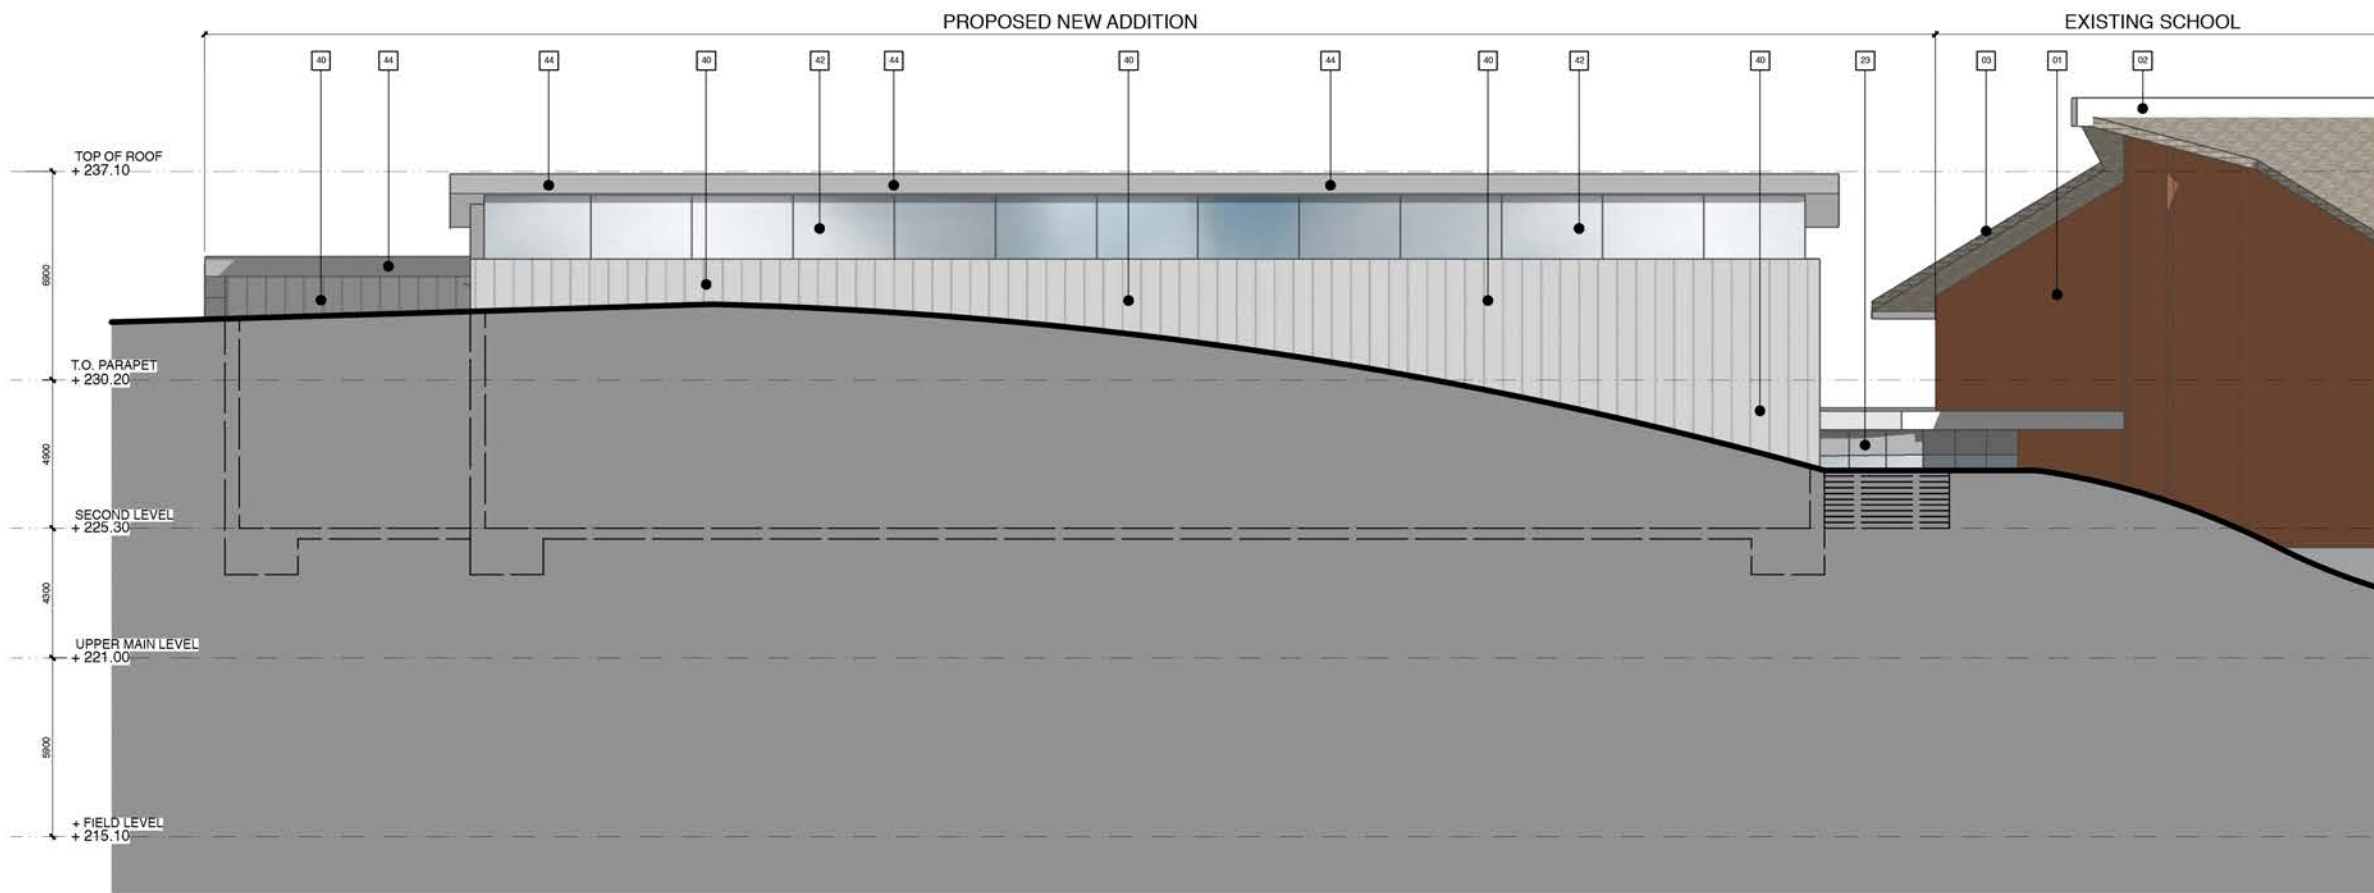 PROPOSED NEW ADDITION EXISTING SCHOOL
40 44 44 40 42 44 40 44 40 42 40 23 03 01 02
TOP OF ROOF
+ 237.10
6900
T.O. PARAPET
+ 230.20
4900
SECOND LEVEL
+ 225.30
4300
UPPER MAIN LEVEL
+ 221.00
5900
+ FIELD LEVEL
+ 215.10